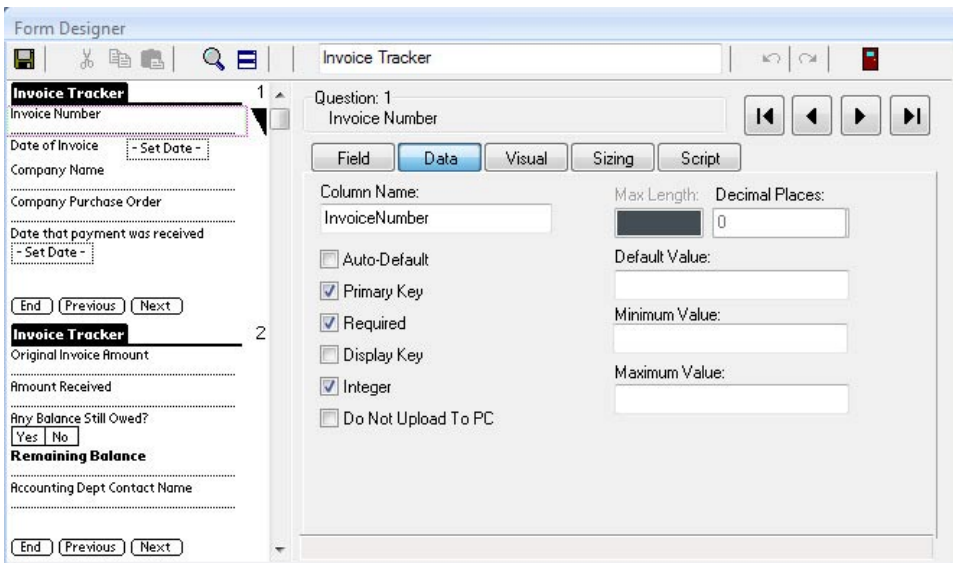 Form Designer
Invoice Tracker
Invoice Tracker 1
Invoice Number
Date of Invoice - Set Date -
Company Name
Company Purchase Order
Date that payment was received
- Set Date -
End Previous Next
Invoice Tracker 2
Original Invoice Amount
Amount Received
Any Balance Still Owed?
Yes No
Remaining Balance
Accounting Dept Contact Name
End Previous Next
Question: 1
Invoice Number
Field Data Visual Sizing Script
Column Name:
InvoiceNumber
Auto-Default
Primary Key
Required
Display Key
Integer
Do Not Upload To PC
Max Length: Decimal Places:
0
Default Value:
Minimum Value:
Maximum Value: